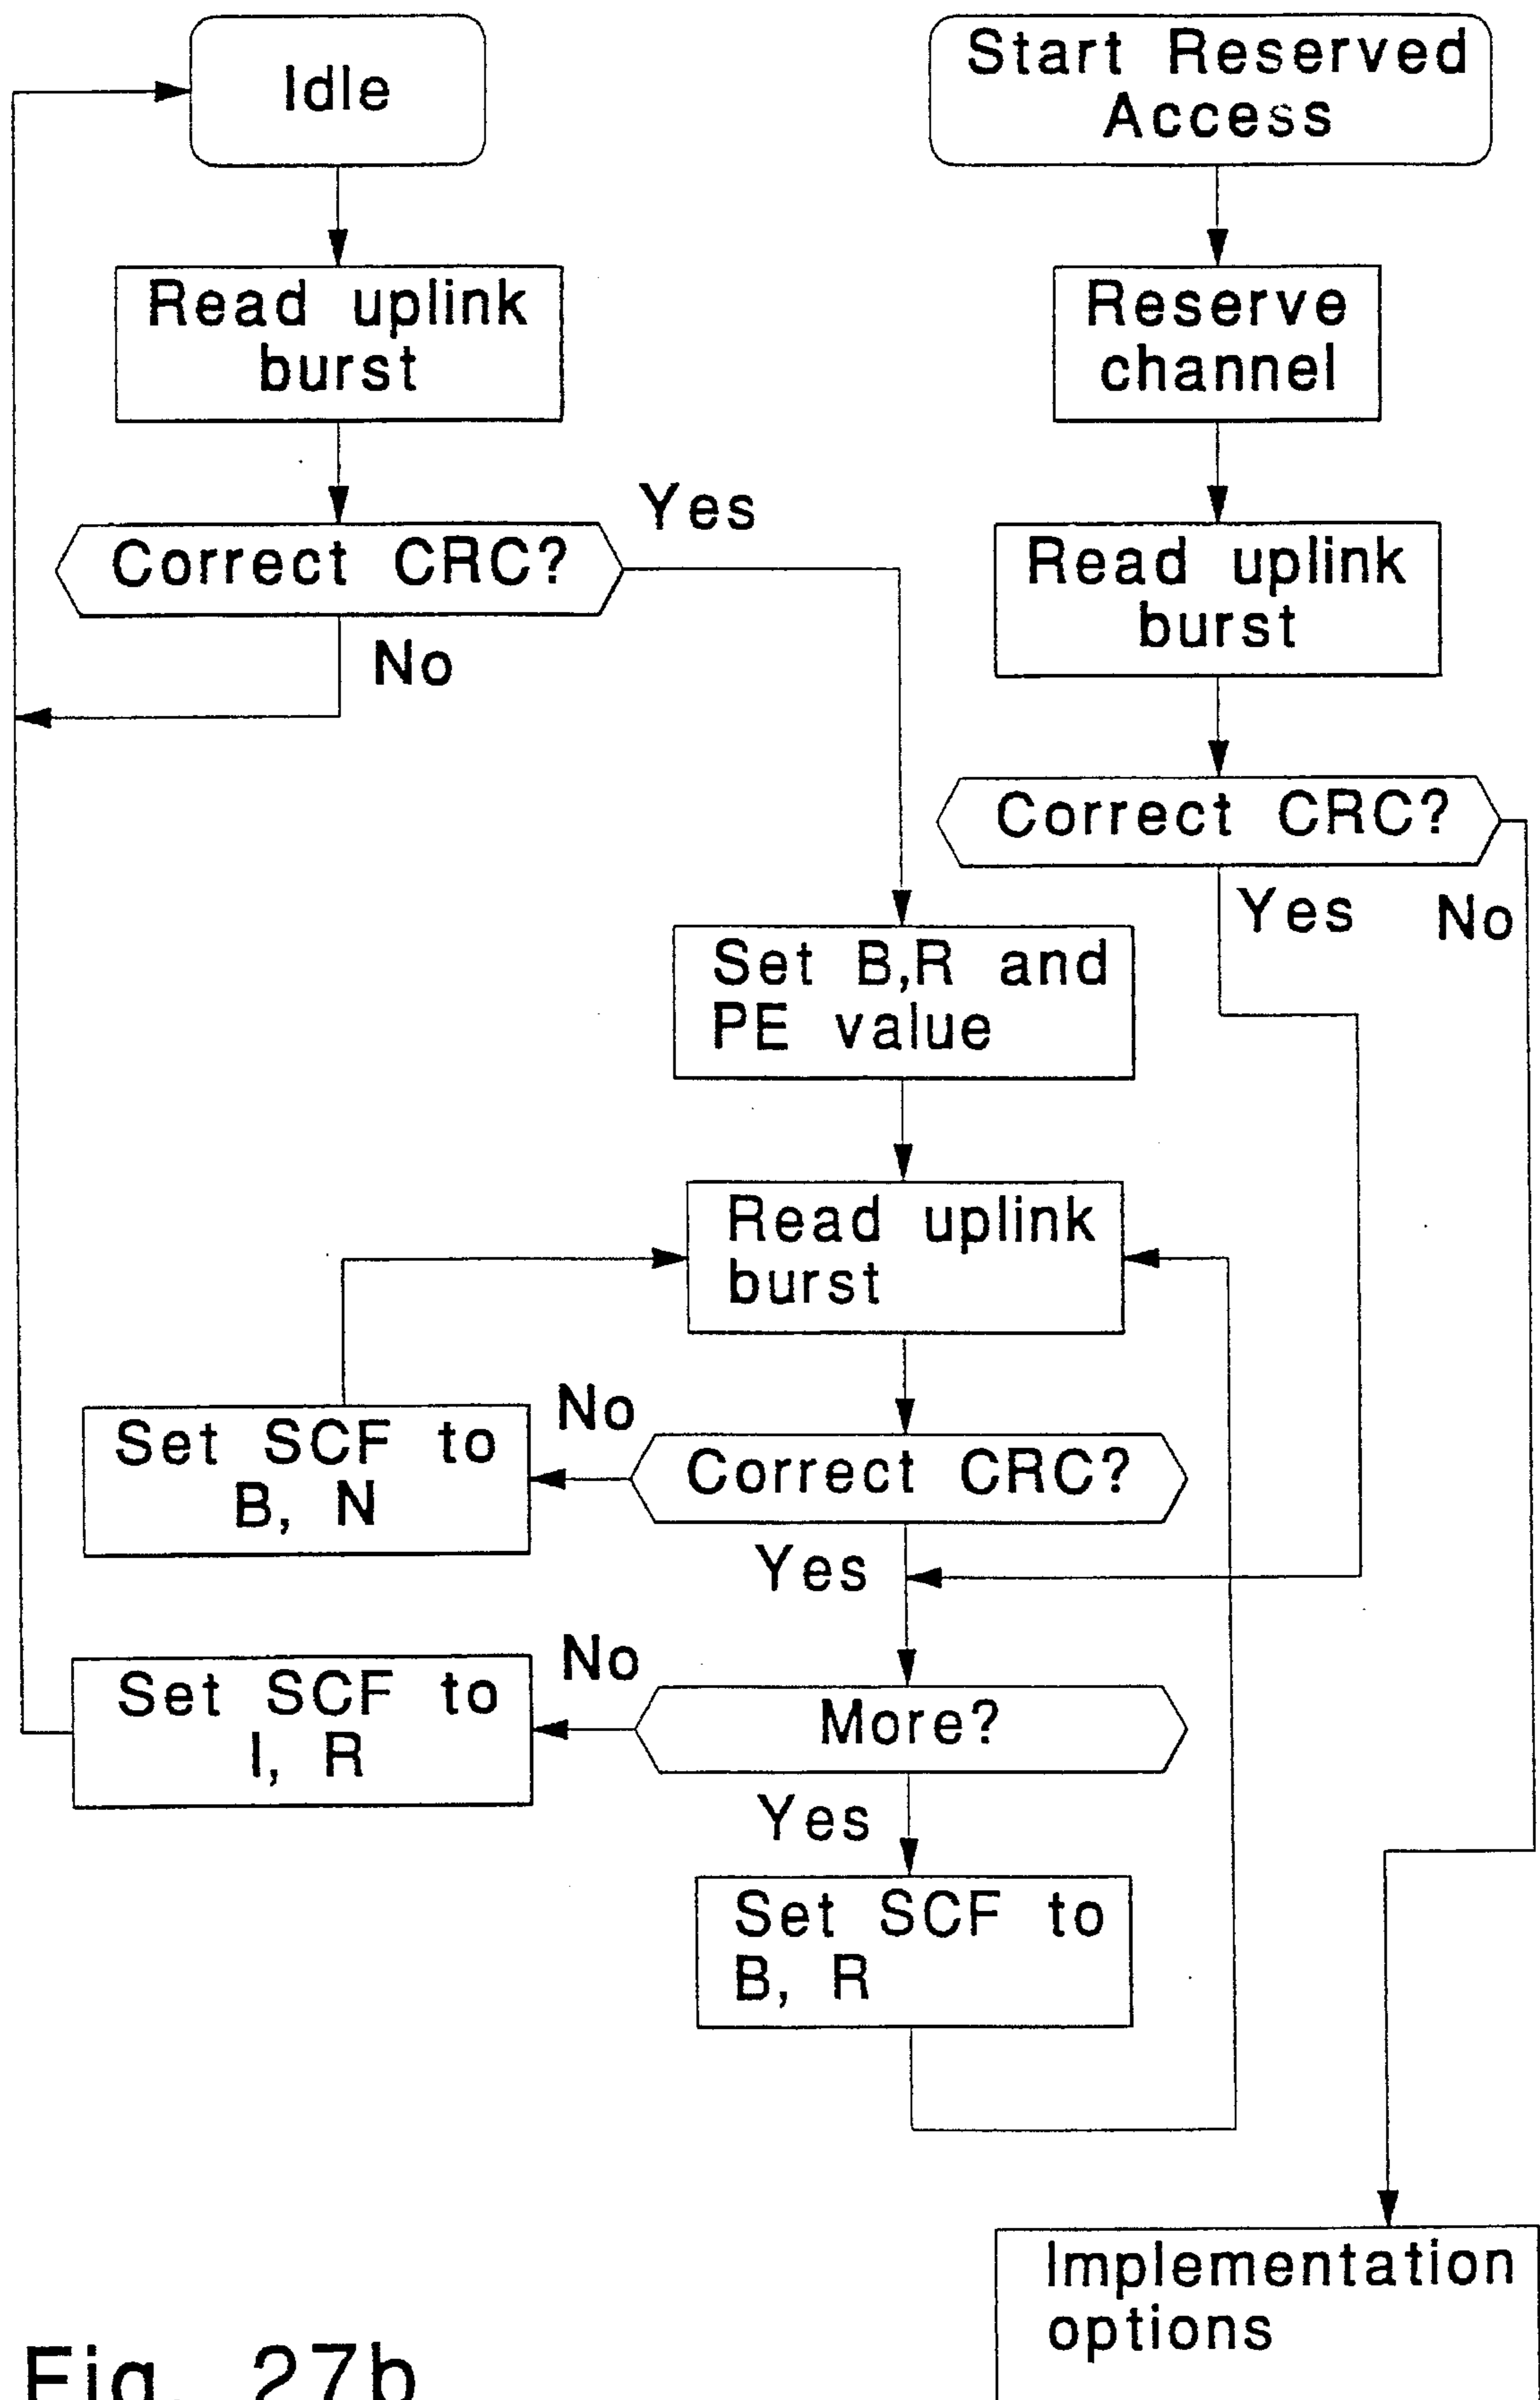 Idle
Start Reserved
Access
Read uplink
burst
Reserve
channel
Correct CRC?
Yes
No
Read uplink
burst
Correct CRC?
Yes
No
Set B,R and
PE value
Read uplink
burst
No
Set SCF to
B, N
Correct CRC?
Yes
No
Set SCF to
I, R
More?
Yes
Set SCF to
B, R
Implementation
options
Fig. 27b